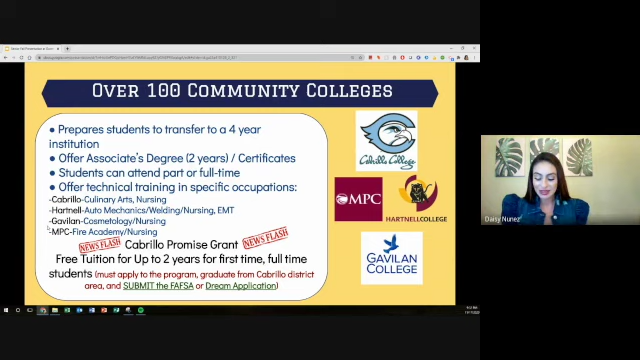 OVER 100 COMMUNITY COLLEGES
● Prepares students to transfer to a 4 year
institution
● Offer Associate's Degree (2 years) / Certificates
● Students can attend part or full-time
● Offer technical training in specific occupations:
-Cabrillo-Culinary Arts, Nursing
-Hartnell-Auto Mechanics/Welding/Nursing, EMT
-Gavilan-Cosmetology/Nursing
-MPC-Fire Academy/Nursing
NEWS FLASH Cabrillo Promise Grant NEWS FLASH
Free Tuition for Up to 2 years for first time, full time
students (must apply to the program, graduate from Cabrillo district
area, and SUBMIT the FAFSA or Dream Application)
Cabrillo College
MPC
HARTNELL COLLEGE
GAVILAN
COLLEGE
Daisy Nunez